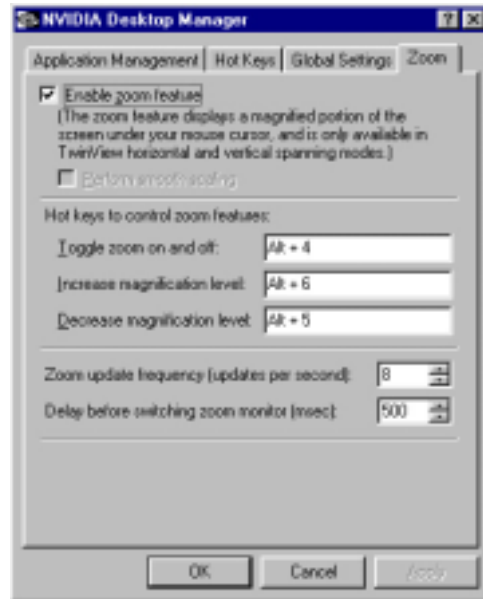 NVIDIA Desktop Manager
Application Management Hot Keys Global Settings Zoom
Enable zoom feature
(The zoom feature displays a magnified portion of the
screen under your mouse cursor, and is only available in
TwinView horizontal and vertical spanning modes.)
Perform smooth scaling
Hot keys to control zoom features:
Toggle zoom on and off: Alt + 4
Increase magnification level: Alt + 6
Decrease magnification level: Alt + 5
Zoom update frequency (updates per second): 8
Delay before switching zoom monitor (msec): 500
OK Cancel Apply